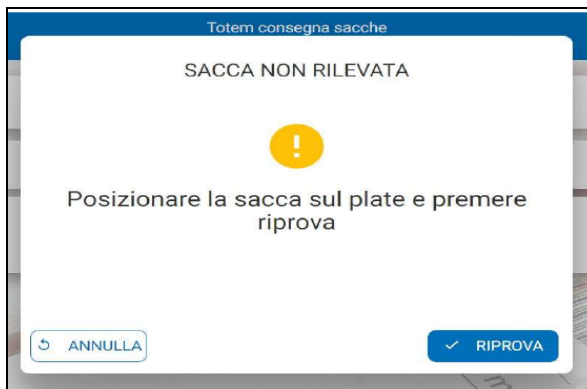 Totem consegna sacche
SACCA NON RILEVATA
!
Posizionare la sacca sul plate e premere
riprova
ANNULLA
RIPROVA